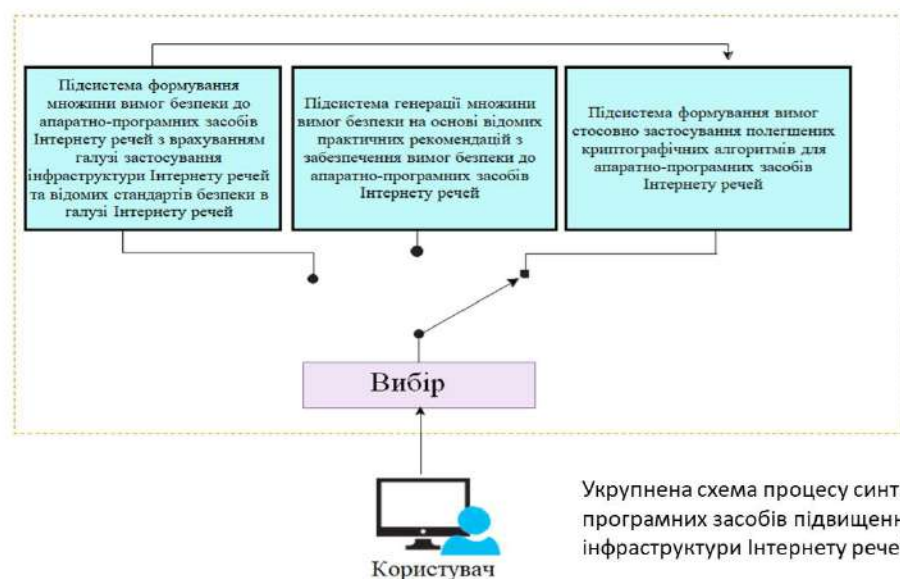 Підсистема формування
множини вимог безпеки до
апаратно-програмних засобів
Інтернету речей з врахуванням
галузі застосування
інфраструктури Інтернету речей
та відомих стандартів безпеки в
галузі Інтернету речей
Підсистема генерації множини
вимог безпеки на основі відомих
практичних рекомендацій з
забезпечення вимог безпеки до
апаратно-програмних засобів
Інтернету речей
Підсистема формування вимог
стосовно застосування полегшених
криптографічних алгоритмів для
апаратно-програмних засобів
Інтернету речей
Вибір
Користувач
Укрупнена схема процесу синт
програмних засобів підвищенн
інфраструктури Інтернету рече